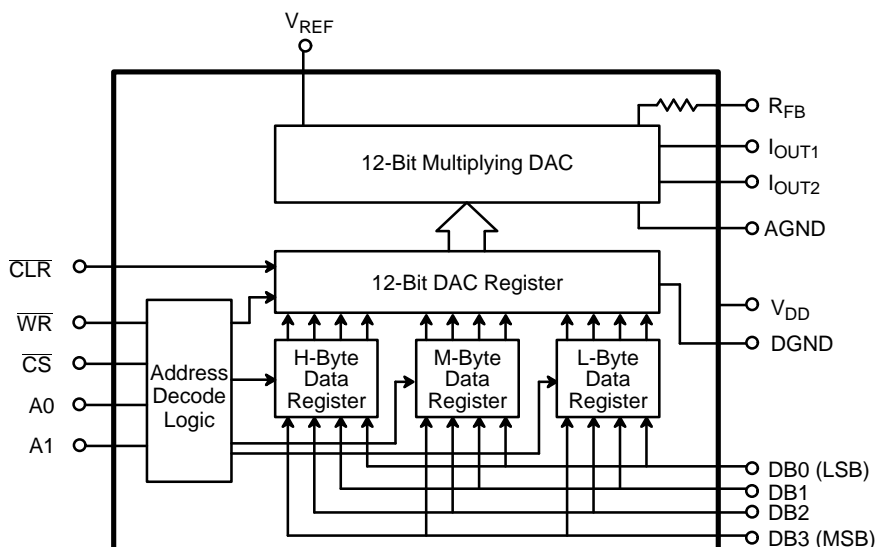 VREF
RFB
12-Bit Multiplying DAC
IOUT1
IOUT2
AGND
CLR
12-Bit DAC Register
VDD
WR
DGND
CS
Address
Decode
Logic
H-Byte
Data
Register
M-Byte
Data
Register
L-Byte
Data
Register
A0
A1
DB0 (LSB)
DB1
DB2
DB3 (MSB)